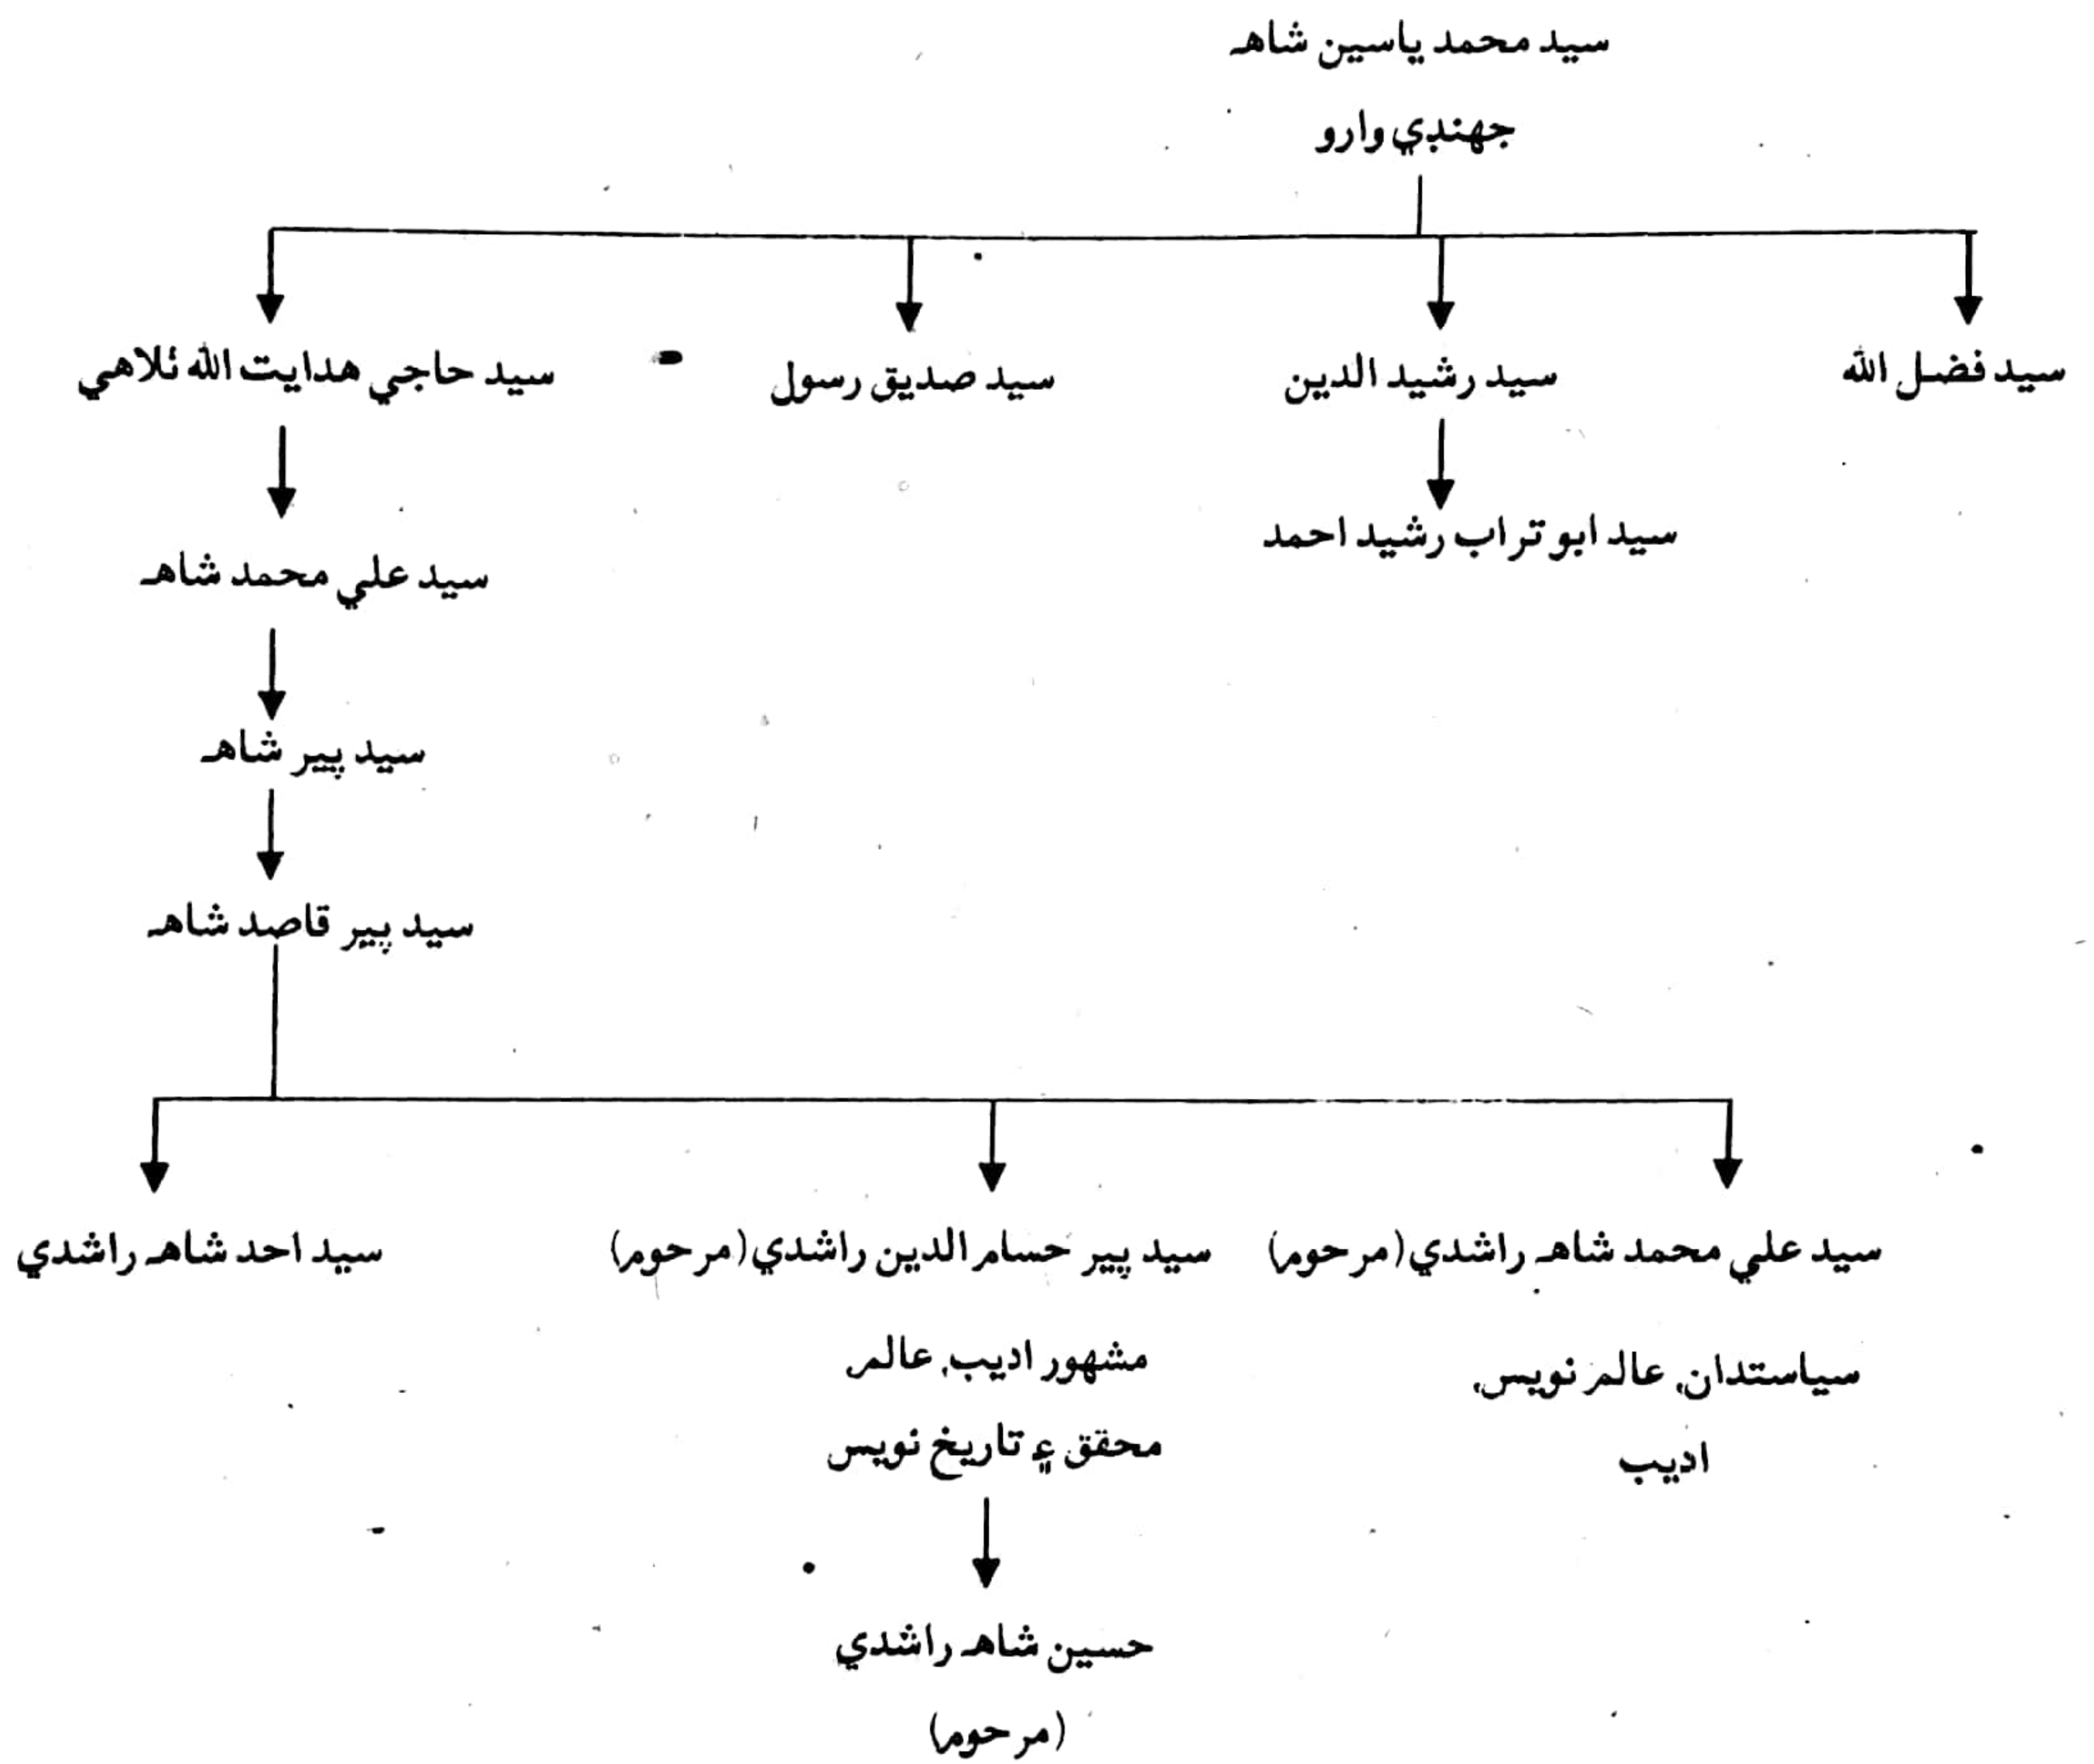 سيد محمد ياسين شاهہ
جهنڊي وارو
سيد فضل الله
سيد رشيد الدين
سيد صديق رسول
سيد حاجي هدايت الله ٺلاهي
سيد ابو تراب رشيد احمد
سيد علي محمد شاهہ
سيد پير شاهہ
سيد پير قاصد شاهہ
سيد علي محمد شاهہ راشدي (مرحوم)
سيد پير حسام الدين راشدي (مرحوم)
سيد احد شاهہ راشدي
سياستدان، عالم نويس،
اديب
مشهور اديب، عالم
محقق ۽ تاريخ نويس
حسين شاهہ راشدي
(مرحوم)